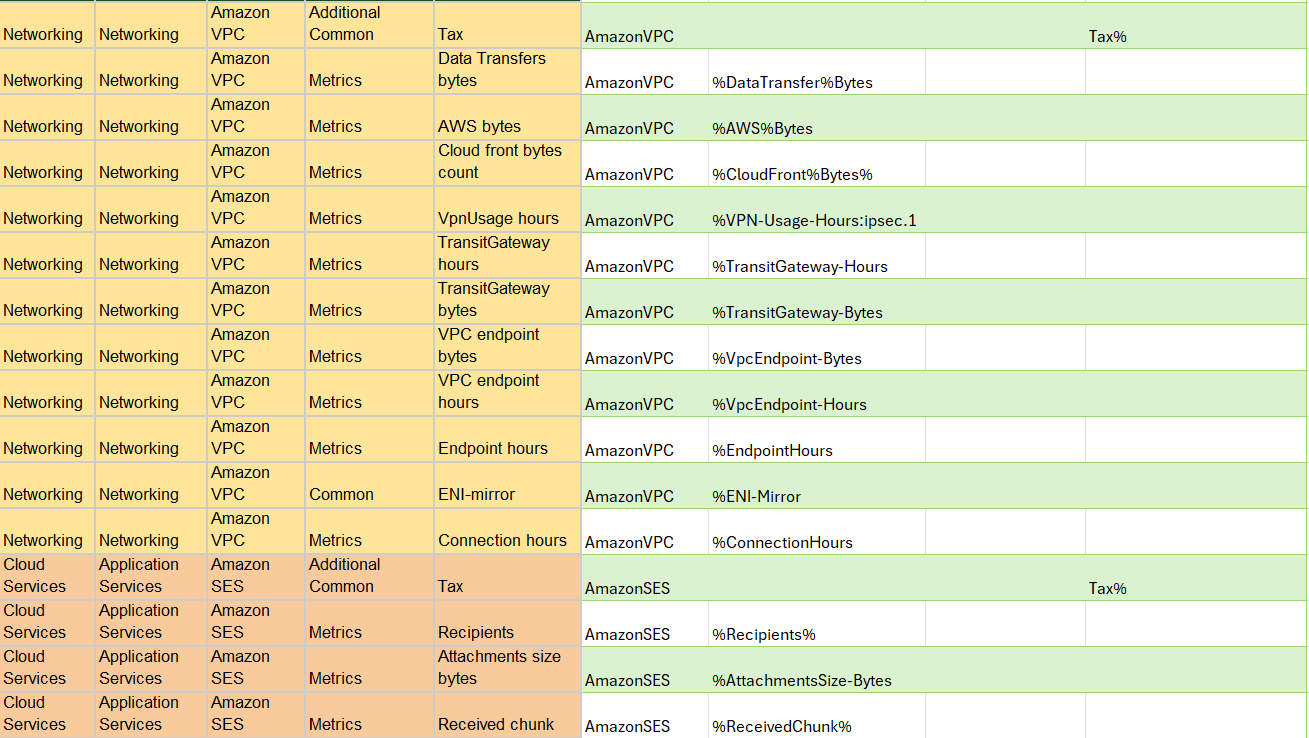 Networking Networking Amazon VPC Additional Common Tax AmazonVPC Tax%
Networking Networking Amazon VPC Metrics Data Transfers bytes AmazonVPC %DataTransfer%Bytes
Networking Networking Amazon VPC Metrics AWS bytes AmazonVPC %AWS%Bytes
Networking Networking Amazon VPC Metrics Cloud front bytes count AmazonVPC %CloudFront%Bytes%
Networking Networking Amazon VPC Metrics VpnUsage hours AmazonVPC %VPN-Usage-Hours:ipsec.1
Networking Networking Amazon VPC Metrics TransitGateway hours AmazonVPC %TransitGateway-Hours
Networking Networking Amazon VPC Metrics TransitGateway bytes AmazonVPC %TransitGateway-Bytes
Networking Networking Amazon VPC Metrics VPC endpoint bytes AmazonVPC %VpcEndpoint-Bytes
Networking Networking Amazon VPC Metrics VPC endpoint hours AmazonVPC %VpcEndpoint-Hours
Networking Networking Amazon VPC Metrics Endpoint hours AmazonVPC %EndpointHours
Networking Networking Amazon VPC Common ENI-mirror AmazonVPC %ENI-Mirror
Networking Networking Amazon VPC Metrics Connection hours AmazonVPC %ConnectionHours
Cloud Services Application Services Amazon SES Additional Common Tax AmazonSES Tax%
Cloud Services Application Services Amazon SES Metrics Recipients AmazonSES %Recipients%
Cloud Services Application Services Amazon SES Metrics Attachments size bytes AmazonSES %AttachmentsSize-Bytes
Cloud Services Application Services Amazon SES Metrics Received chunk AmazonSES %ReceivedChunk%